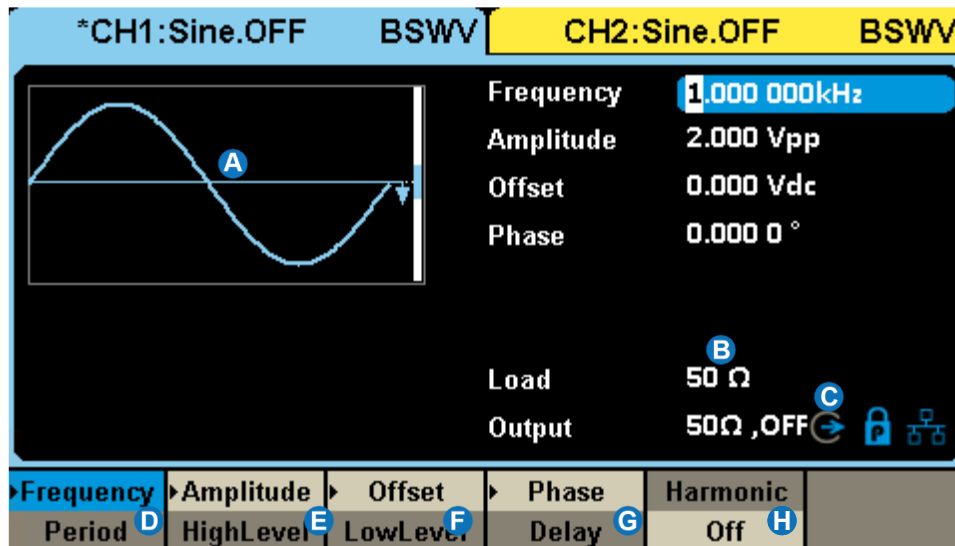 *CH1:Sine.OFF BSWV CH2:Sine.OFF BSWV
Frequency 1.000 000kHz
A
Amplitude 2.000 Vpp
Offset 0.000 Vdc
Phase 0.000 0 °
B
Load 50 Ω
C
Output 50Ω ,OFF P
Frequency Amplitude Offset Phase Harmonic
Period D HighLevel E LowLevel F Delay G Off H